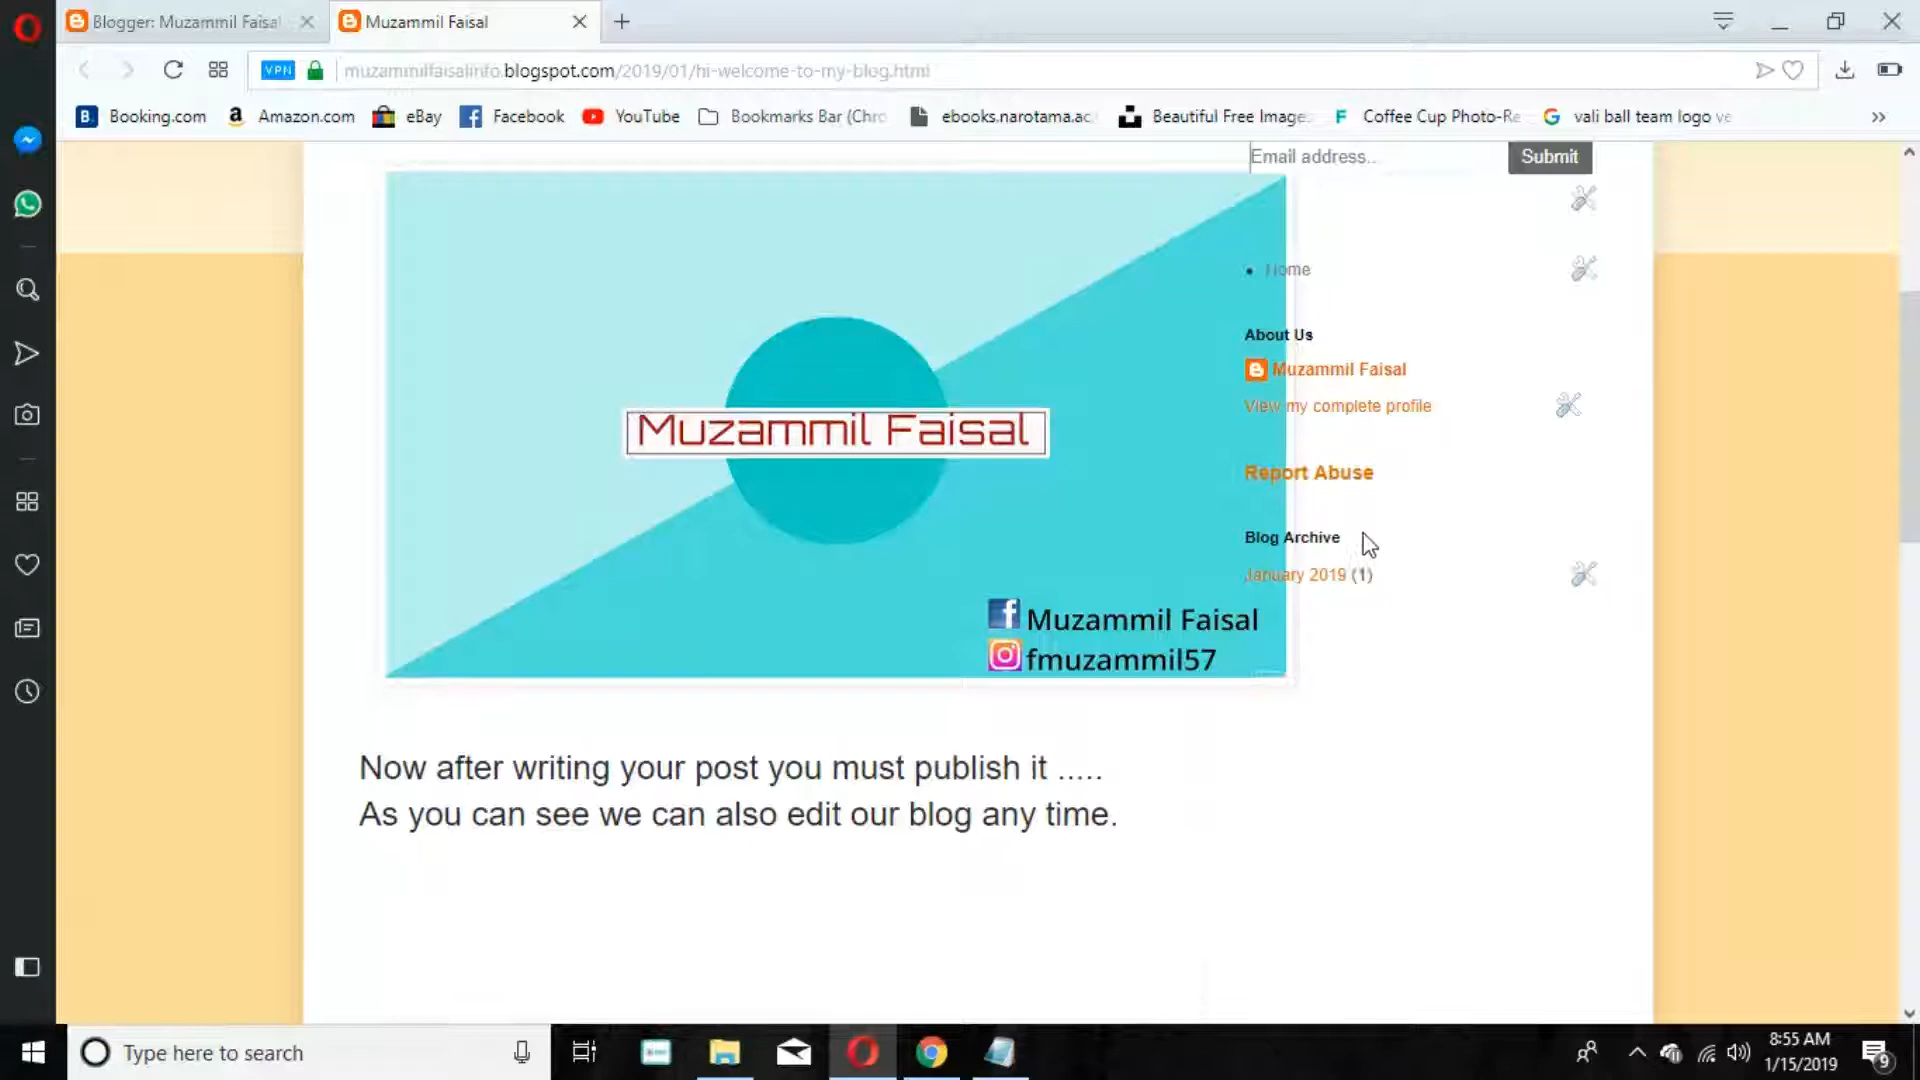 Blogger: Muzammil Faisal
Muzammil Faisal
VPN
muzammilfaisalinfo.blogspot.com/2019/01/hi-welcome-to-my-blog.html
Booking.com
Amazon.com
eBay
Facebook
YouTube
Bookmarks Bar (Chro
ebooks.narotama.ac.
Beautiful Free Image
Coffee Cup Photo-Re
vali ball team logo ve
Email address...
Submit
Home
About Us
Muzammil Faisal
View my complete profile
Muzammil Faisal
Report Abuse
Blog Archive
January 2019 (1)
Muzammil Faisal
fmuzammil57
Now after writing your post you must publish it .....
As you can see we can also edit our blog any time.
Type here to search
8:55 AM
1/15/2019
9